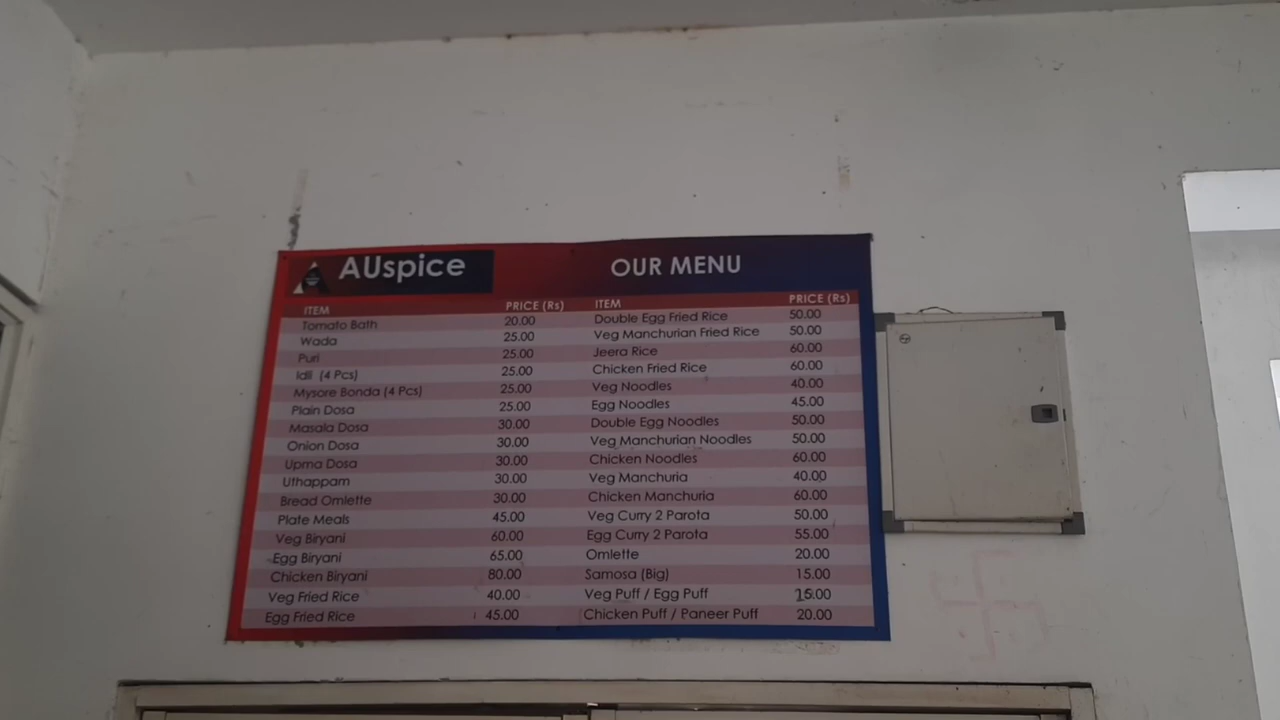 AUspice
OUR MENU
ITEM PRICE (Rs) ITEM PRICE (Rs)
Tomato Bath 20.00 Double Egg Fried Rice 50.00
Wada 25.00 Veg Manchurian Fried Rice 50.00
Puri 25.00 Jeera Rice 60.00
Idli (4 Pcs) 25.00 Chicken Fried Rice 60.00
Mysore Bonda (4 Pcs) 25.00 Veg Noodles 40.00
Plain Dosa 25.00 Egg Noodles 45.00
Masala Dosa 30.00 Double Egg Noodles 50.00
Onion Dosa 30.00 Veg Manchurian Noodles 50.00
Upma Dosa 30.00 Chicken Noodles 60.00
Uthappam 30.00 Veg Manchuria 40.00
Bread Omlette 30.00 Chicken Manchuria 60.00
Plate Meals 45.00 Veg Curry 2 Parota 50.00
Veg Biryani 60.00 Egg Curry 2 Parota 55.00
Egg Biryani 65.00 Omlette 20.00
Chicken Biryani 80.00 Samosa (Big) 15.00
Veg Fried Rice 40.00 Veg Puff / Egg Puff 15.00
Egg Fried Rice 45.00 Chicken Puff / Paneer Puff 20.00